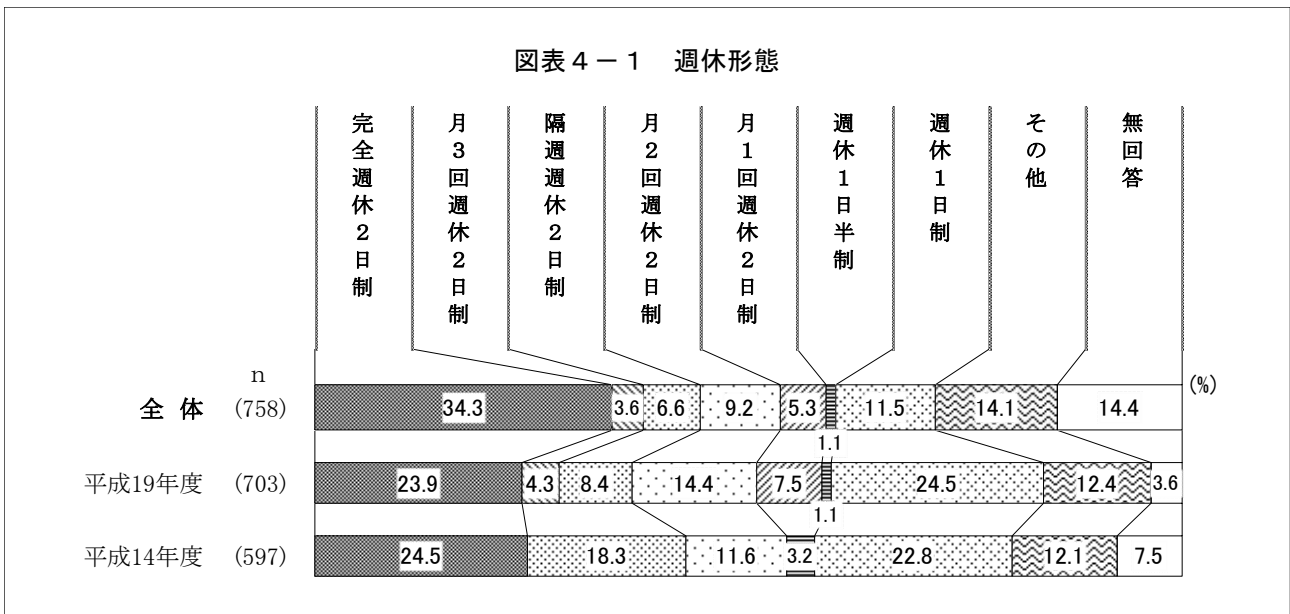 図表4-1　週休形態
完全週休2日制
月3回週休2日制
隔週週休2日制
月2回週休2日制
月1回週休2日制
週休1日半制
週休1日制
その他
無回答
n
(%)
全 体 (758) 34.3 3.6 6.6 9.2 5.3 1.1 11.5 14.1 14.4
平成19年度 (703) 23.9 4.3 8.4 14.4 7.5 1.1 24.5 12.4 3.6
平成14年度 (597) 24.5 18.3 11.6 3.2 22.8 12.1 7.5